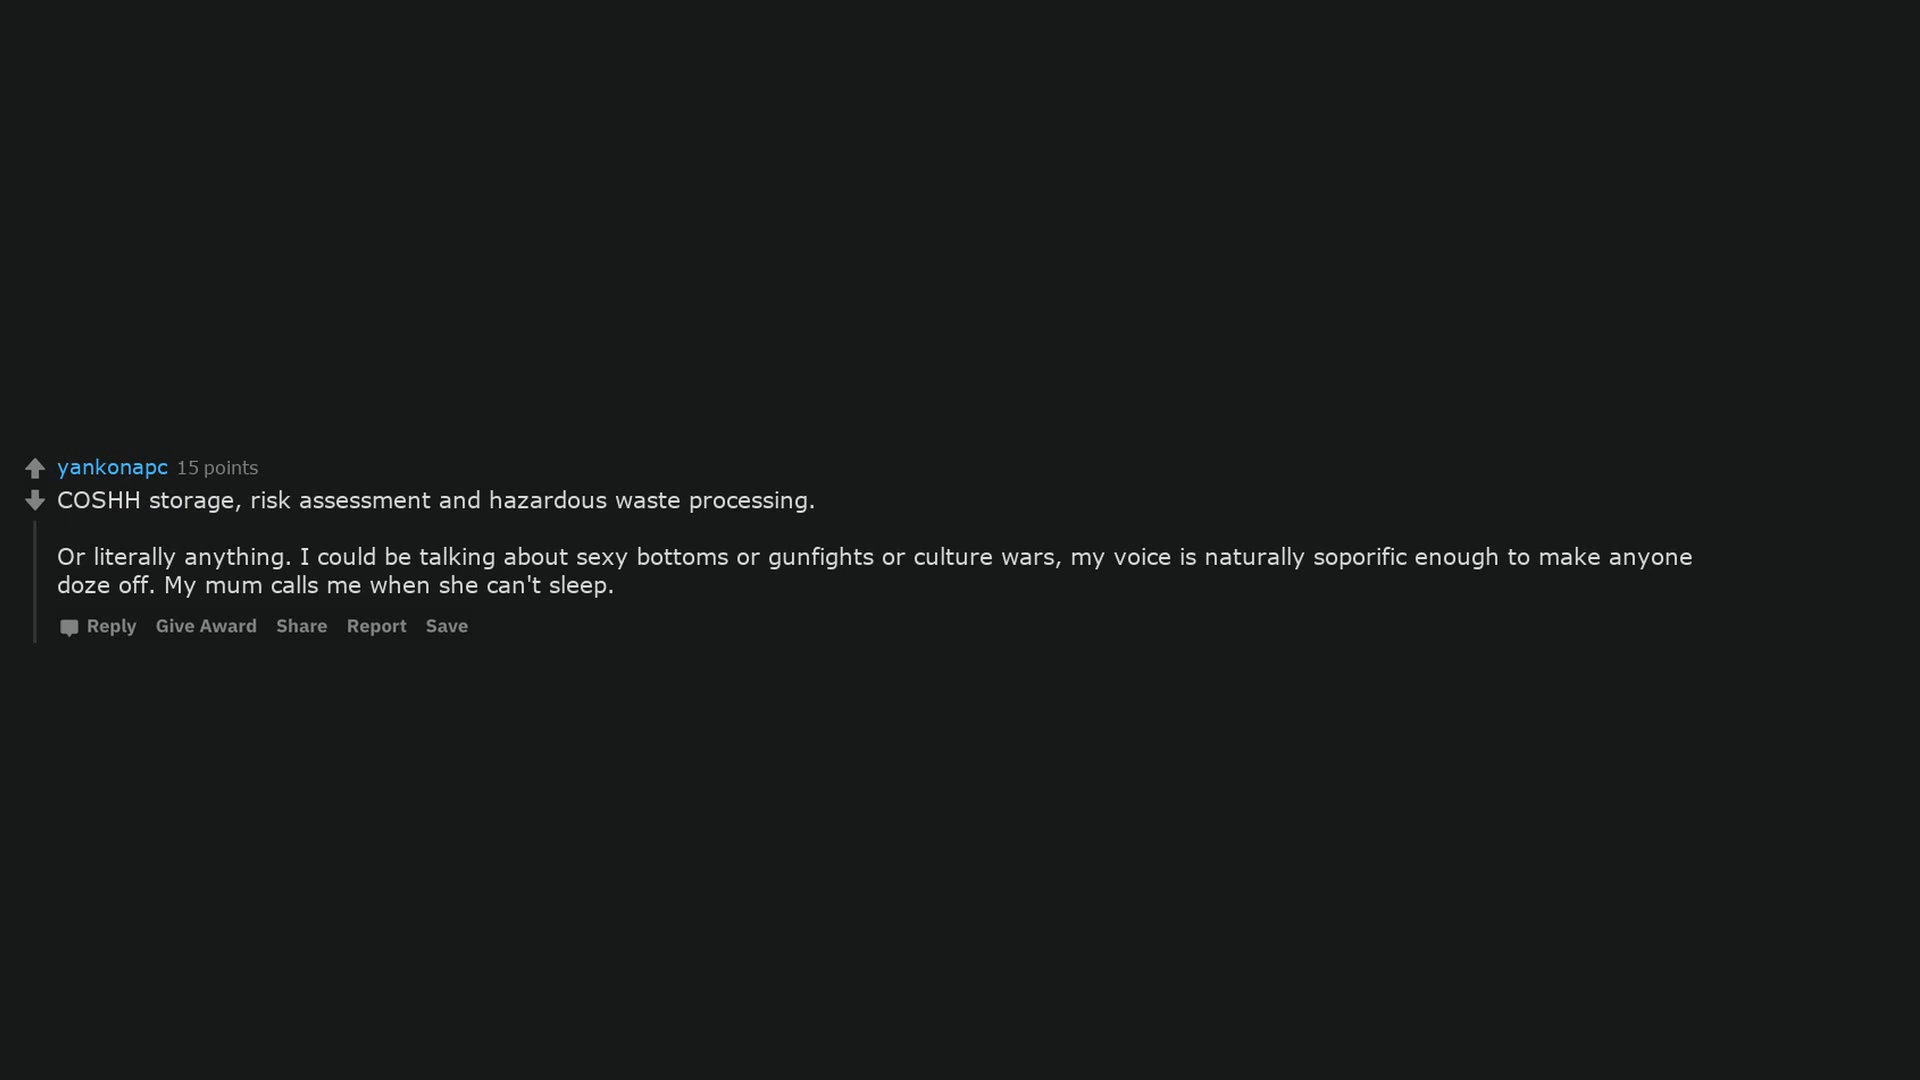 yankonapc 15 points
COSHH storage, risk assessment and hazardous waste processing.
Or literally anything. I could be talking about sexy bottoms or gunfights or culture wars, my voice is naturally soporific enough to make anyone
doze off. My mum calls me when she can't sleep.
Reply Give Award Share Report Save